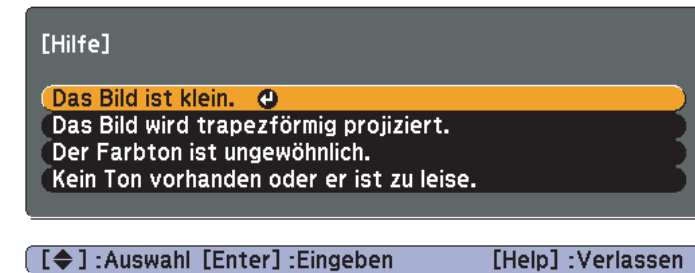 [Hilfe]
Das Bild ist klein.
Das Bild wird trapezförmig projiziert.
Der Farbton ist ungewöhnlich.
Kein Ton vorhanden oder er ist zu leise.
[◆] :Auswahl [Enter] :Eingeben [Help] :Verlassen